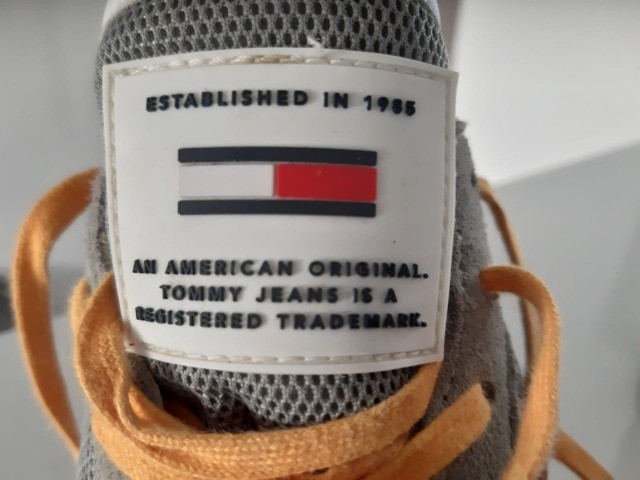 ESTABLISHED IN 1985
AN AMERICAN ORIGINAL.
TOMMY JEANS IS A
REGISTERED TRADEMARK.